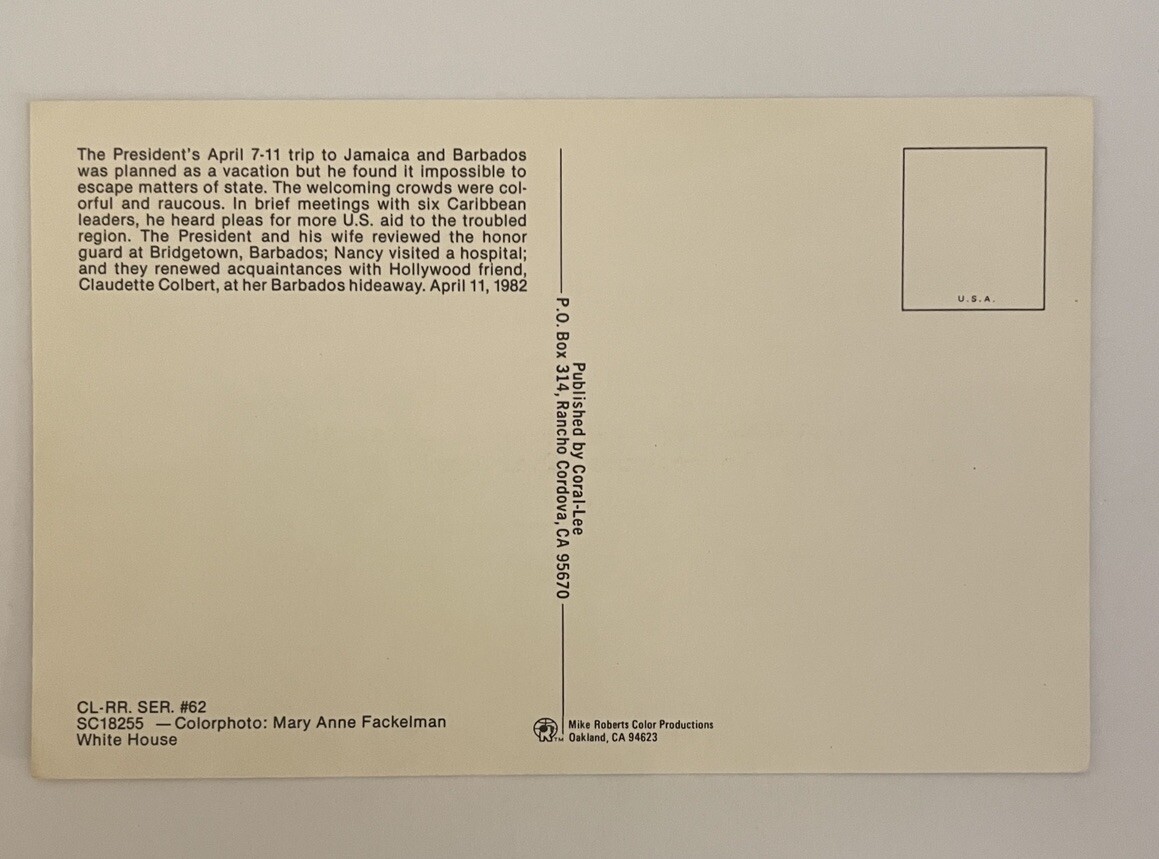 The President's April 7-11 trip to Jamaica and Barbados
was planned as a vacation but he found it impossible to
escape matters of state. The welcoming crowds were col-
orful and raucous. In brief meetings with six Caribbean
leaders, he heard pleas for more U.S. aid to the troubled
region. The President and his wife reviewed the honor
guard at Bridgetown, Barbados; Nancy visited a hospital;
and they renewed acquaintances with Hollywood friend,
Claudette Colbert, at her Barbados hideaway. April 11, 1982
CL-RR. SER. #62
SC18255 — Colorphoto: Mary Anne Fackelman
White House
Published by Coral-Lee
P.O. Box 314, Rancho Cordova, CA 95670
TM
Mike Roberts Color Productions
Oakland, CA 94623
U.S.A.